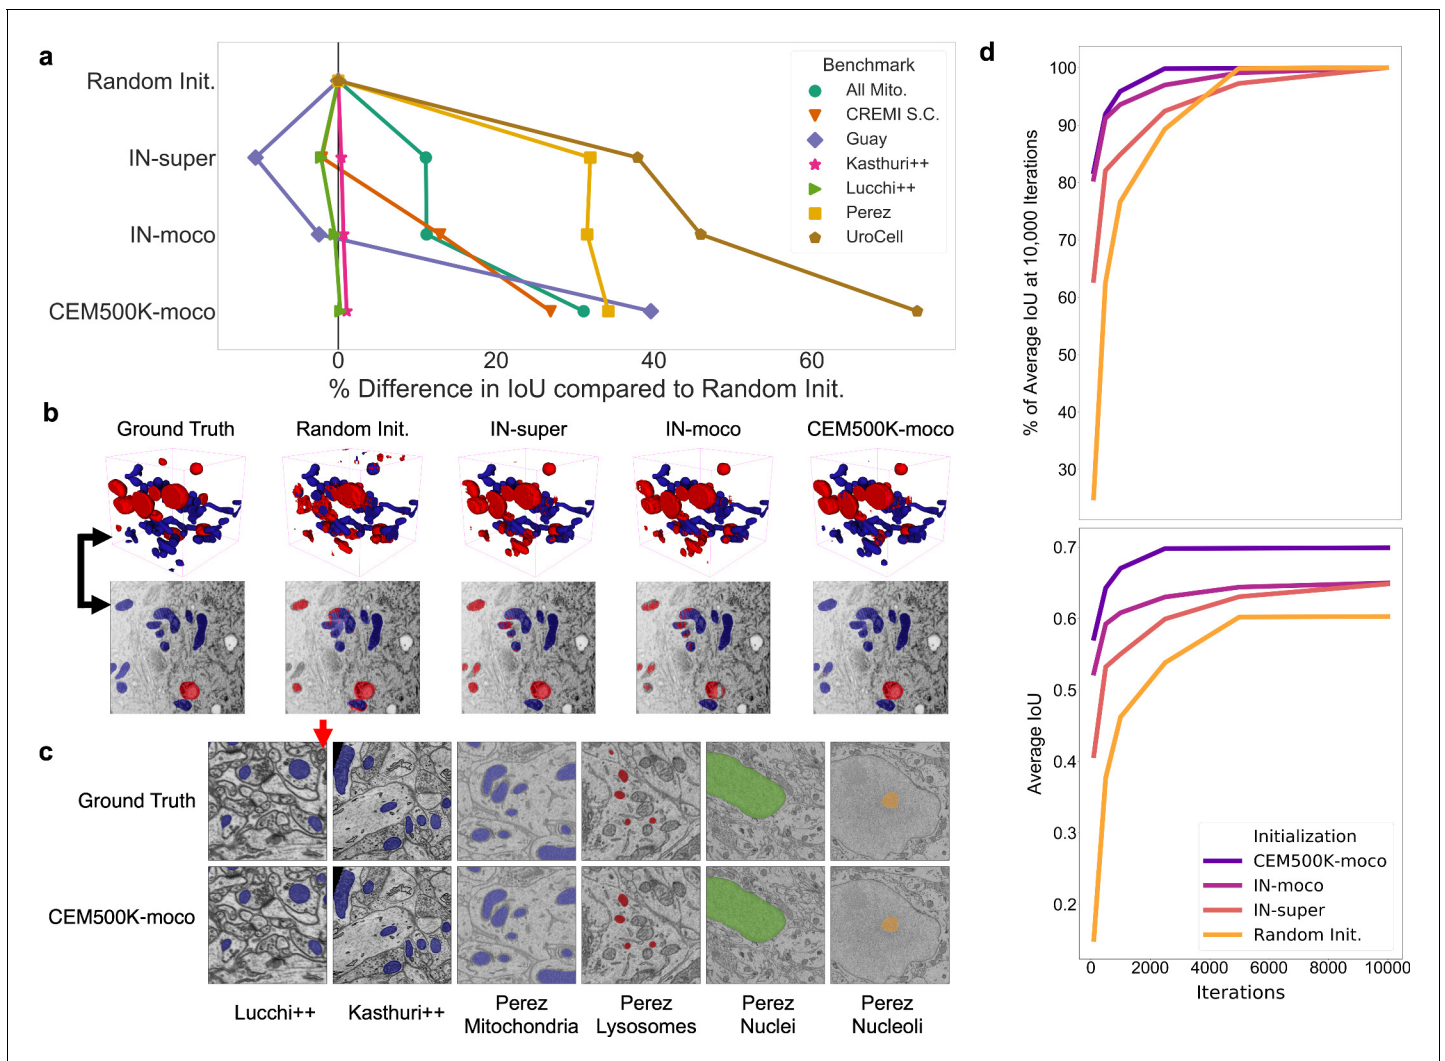 a
Random Init.
IN-super
IN-moco
CEM500K-moco
Benchmark
All Mito.
CREMI S.C.
Guay
Kasthuri++
Lucchi++
Perez
UroCell
0 20 40 60
% Difference in IoU compared to Random Init.
b
Ground Truth Random Init. IN-super IN-moco CEM500K-moco
c
Ground Truth
CEM500K-moco
Lucchi++ Kasthuri++ Perez Mitochondria Perez Lysosomes Perez Nuclei Perez Nucleoli
d
% of Average IoU at 10,000 Iterations
100
90
80
70
60
50
40
30
Average IoU
0.7
0.6
0.5
0.4
0.3
0.2
Initialization
CEM500K-moco
IN-moco
IN-super
Random Init.
0 2000 4000 6000 8000 10000
Iterations